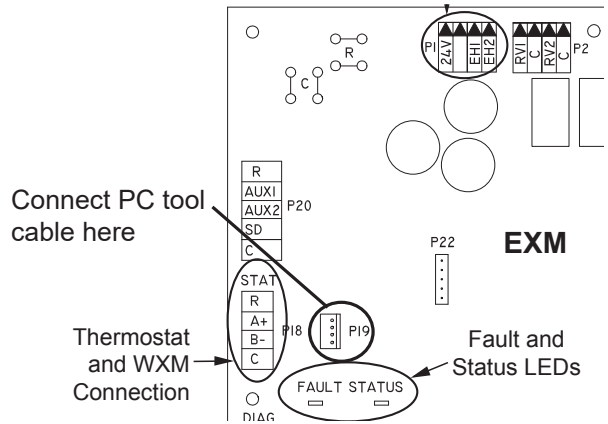 P1
24V
EH1
EH2
RV1
C
RV2
C
P2
R
C
R
AUX1
AUX2
SD
C
P20
Connect PC tool
cable here
P22
EXM
STAT
R
A+
B-
C
P18
P19
Thermostat
and WXM
Connection
Fault and
Status LEDs
FAULT STATUS
DIAG